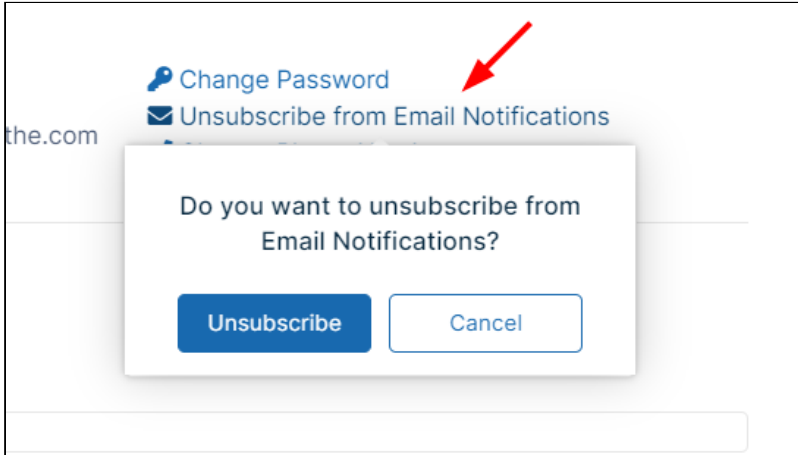 Change Password
Unsubscribe from Email Notifications
the.com
Do you want to unsubscribe from
Email Notifications?
Unsubscribe
Cancel